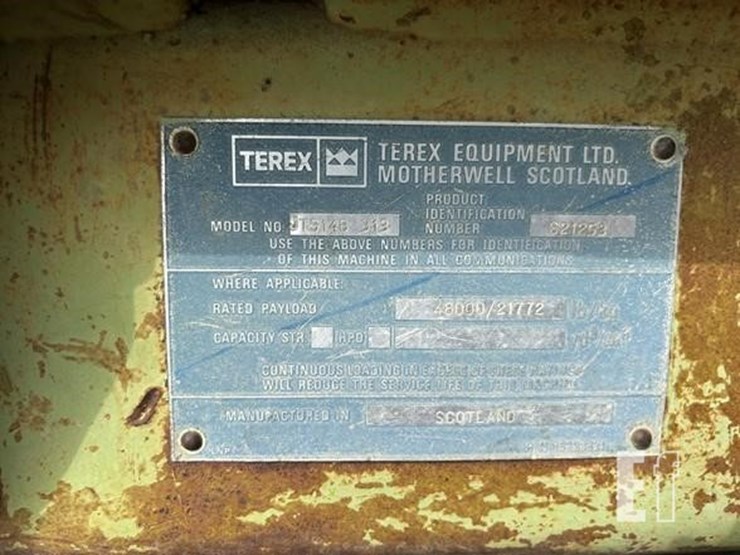 TEREX
TEREX EQUIPMENT LTD.
MOTHERWELL SCOTLAND.
PRODUCT
IDENTIFICATION
MODEL NO
NUMBER
USE THE ABOVE NUMBERS FOR IDENTIFICATION
OF THIS MACHINE IN ALL COMMUNICATIONS
WHERE APPLICABLE:
RATED PAYLOAD 48000/21772 lb/kg
CAPACITY STR HPD
CONTINUOUS LOADING IN EXCESS OF
WILL REDUCE THE SERVICE LIFE OF THIS MACHINE
MANUFACTURED IN SCOTLAND